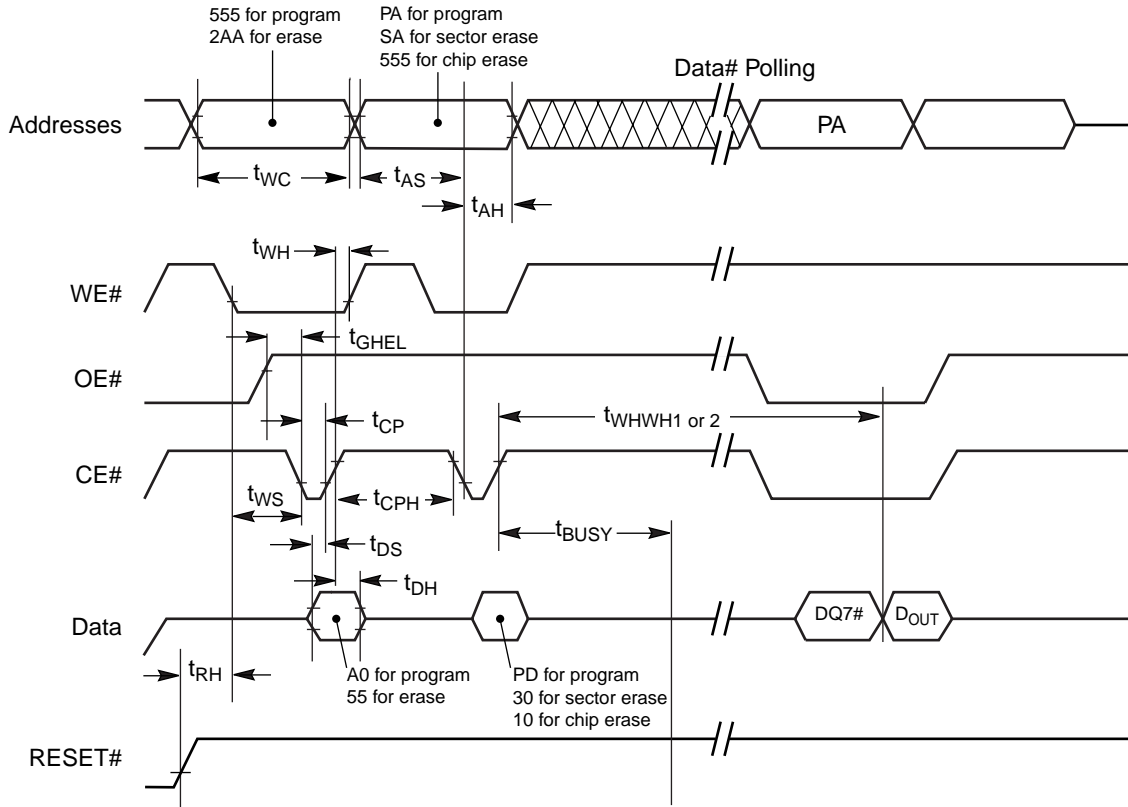 555 for program
2AA for erase
PA for program
SA for sector erase
555 for chip erase
Data# Polling
Addresses
PA
tWC
tAS
tAH
tWH
WE#
tGHEL
OE#
tCP
tWHWH1 or 2
CE#
tWS
tCPH
tBUSY
tDS
tDH
Data
DQ7#
DOUT
tRH
A0 for program
55 for erase
PD for program
30 for sector erase
10 for chip erase
RESET#